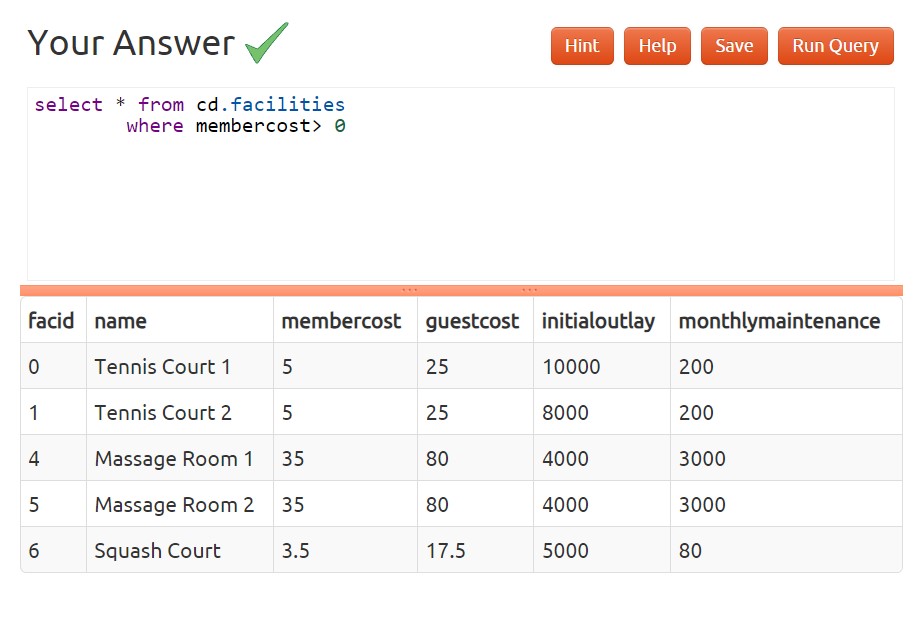 Your Answer
Hint Help Save Run Query
select * from cd.facilities
where membercost> 0
facid name membercost guestcost initialoutlay monthlymaintenance
0 Tennis Court 1 5 25 10000 200
1 Tennis Court 2 5 25 8000 200
4 Massage Room 1 35 80 4000 3000
5 Massage Room 2 35 80 4000 3000
6 Squash Court 3.5 17.5 5000 80